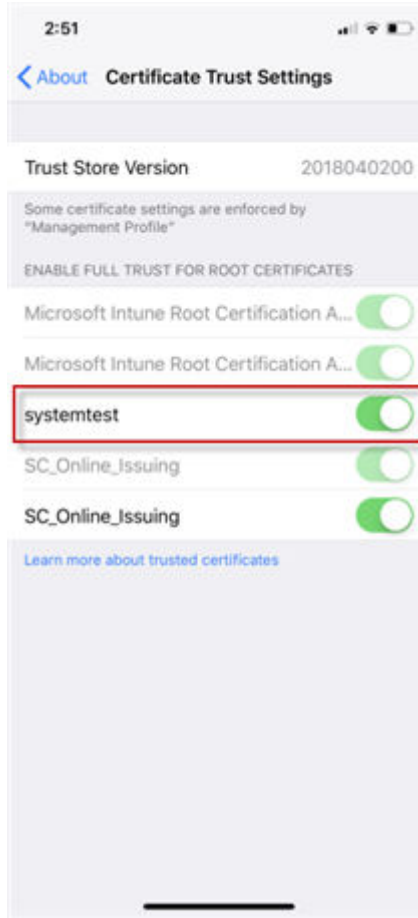 2:51
About Certificate Trust Settings
Trust Store Version 2018040200
Some certificate settings are enforced by
"Management Profile"
ENABLE FULL TRUST FOR ROOT CERTIFICATES
Microsoft Intune Root Certification A...
Microsoft Intune Root Certification A...
systemtest
SC_Online_Issuing
SC_Online_Issuing
Learn more about trusted certificates